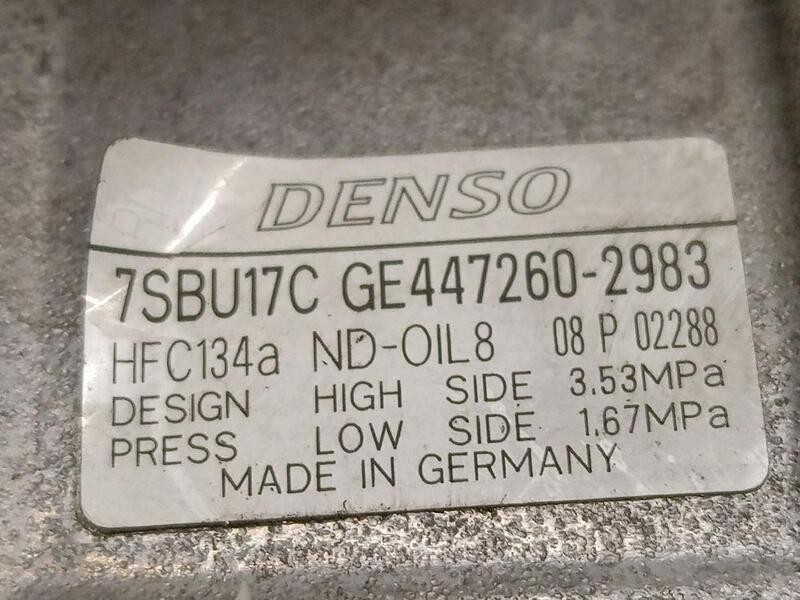 DENSO
7SBU17C GE447260-2983
HFC134a ND-OIL8 08 P 02288
DESIGN HIGH SIDE 3.53MPa
PRESS LOW SIDE 1.67MPa
MADE IN GERMANY